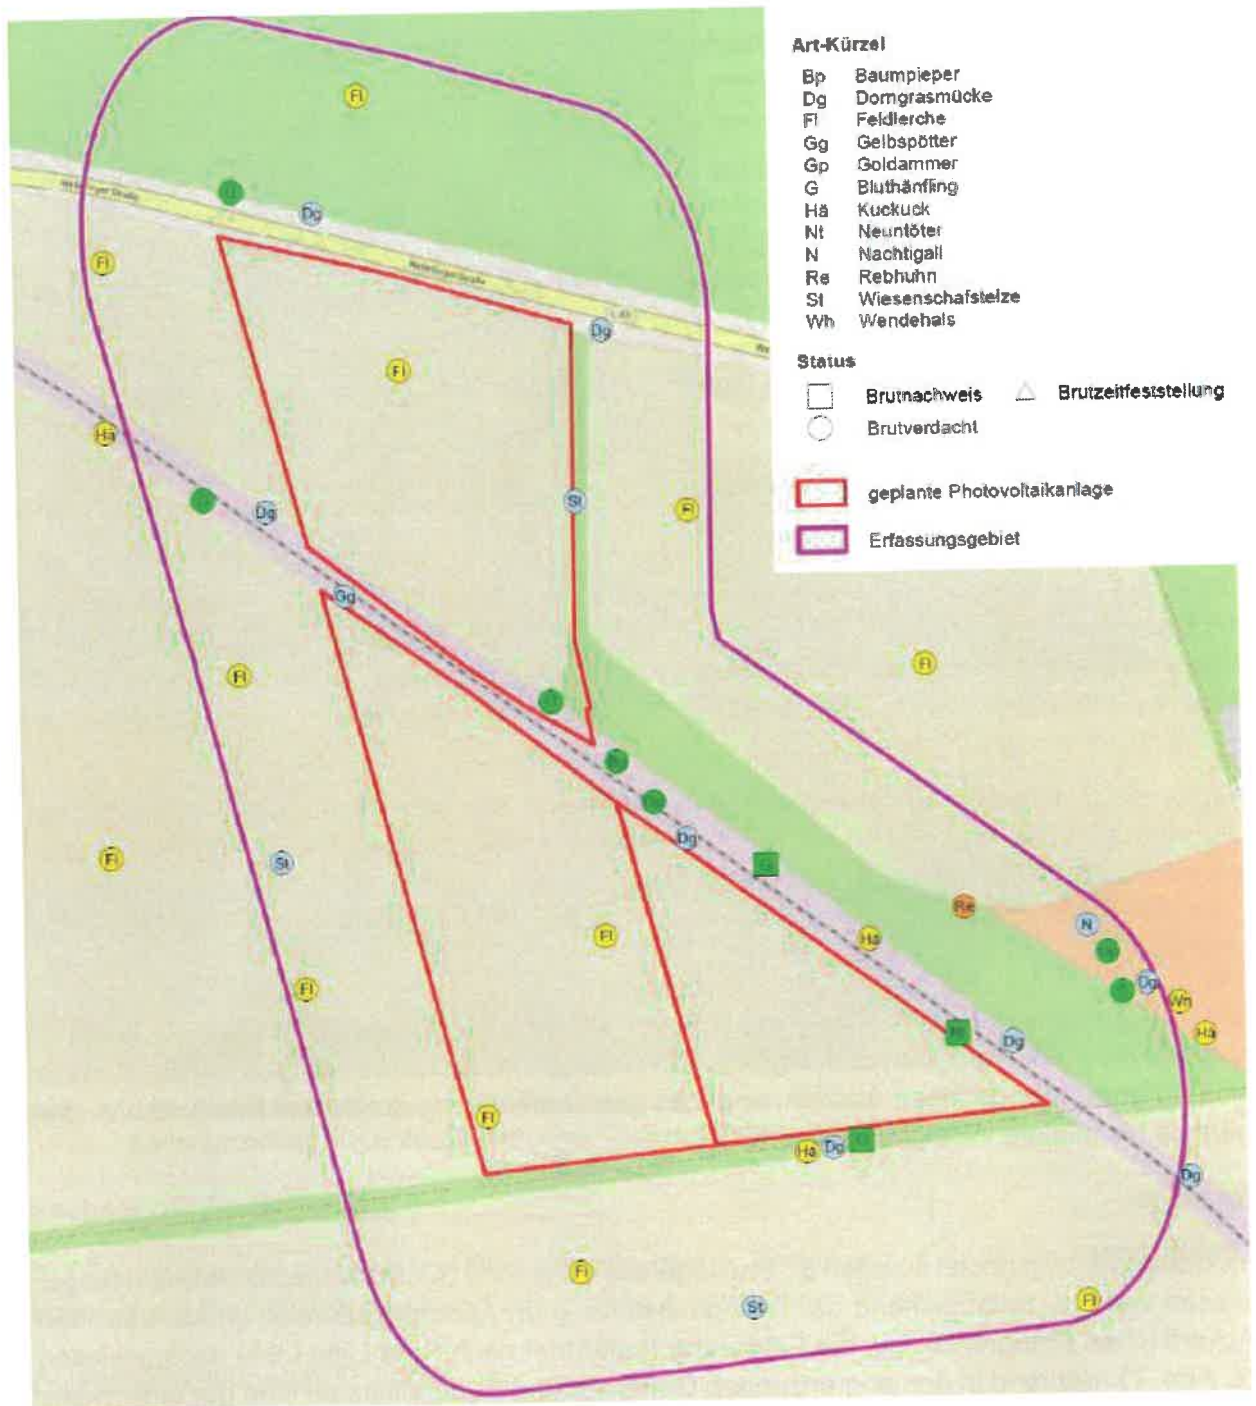 Art-Kürzel
Bp Baumpieper
Dg Dorngrasmücke
Fl Feldlerche
Gg Gelbspötter
Gp Goldammer
G Bluthänfling
Hä Kuckuck
Nt Neuntöter
N Nachtigall
Re Rebhuhn
St Wiesenschafstelze
Wh Wendehals
Status
Brutnachweis Brutzeitfeststellung
Brutverdacht
geplante Photovoltaikanlage
Erfassungsgebiet
Fl
Dg
Fl
Dg
Fl
Hä
Dg
St
Fl
Gg
Fl
Fl
Dg
Fl
St
Re
N
Fl
Hä
Dg
Fl
Wn
Hä
Dg
Fl
Hä
Dg
Dg
Fl
St
Fl